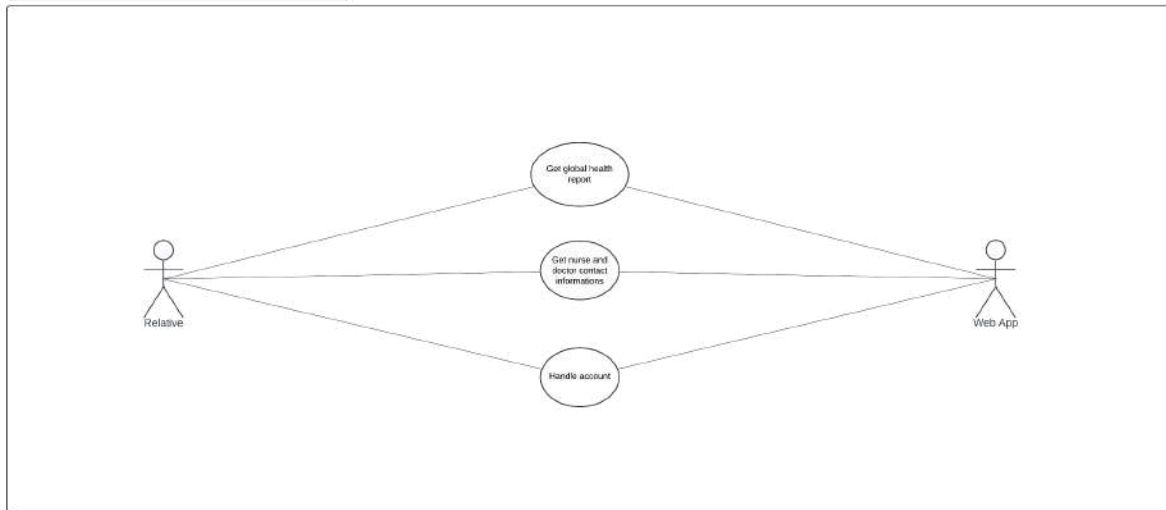 Get global health
report
Get nurse and
doctor contact
informations
Relative
Web App
Handle account